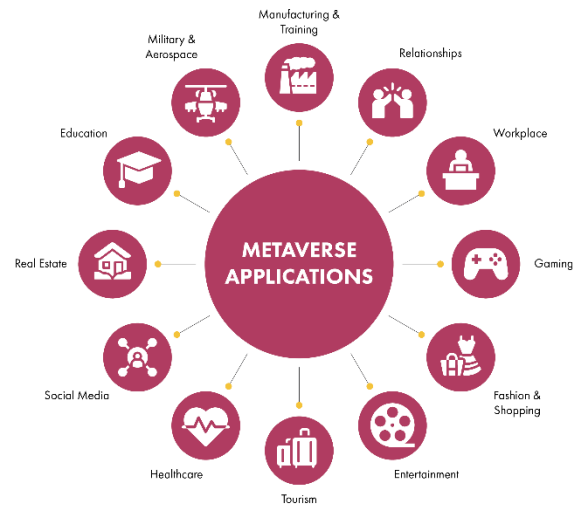 Manufacturing &
Training
Relationships
Workplace
Gaming
Fashion &
Shopping
Entertainment
Tourism
Healthcare
Social Media
Real Estate
Education
Military &
Aerospace
METAVERSE
APPLICATIONS